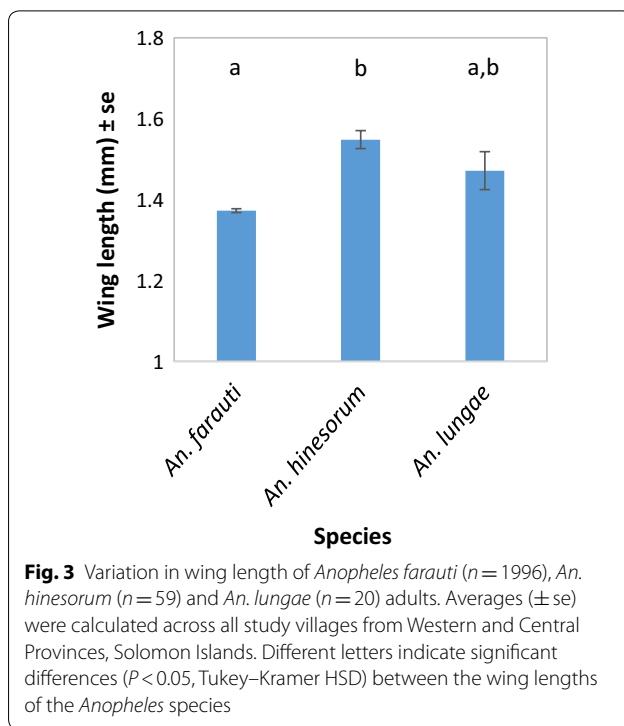 1.8
a
b
a,b
1.6
1.4
1.2
1
Wing length (mm) ± se
An. farauti
An. hinesorum
An. lungae
Species
Fig. 3 Variation in wing length of Anopheles farauti (n = 1996), An.
hinesorum (n = 59) and An. lungae (n = 20) adults. Averages (± se)
were calculated across all study villages from Western and Central
Provinces, Solomon Islands. Different letters indicate significant
differences (P < 0.05, Tukey–Kramer HSD) between the wing lengths
of the Anopheles species